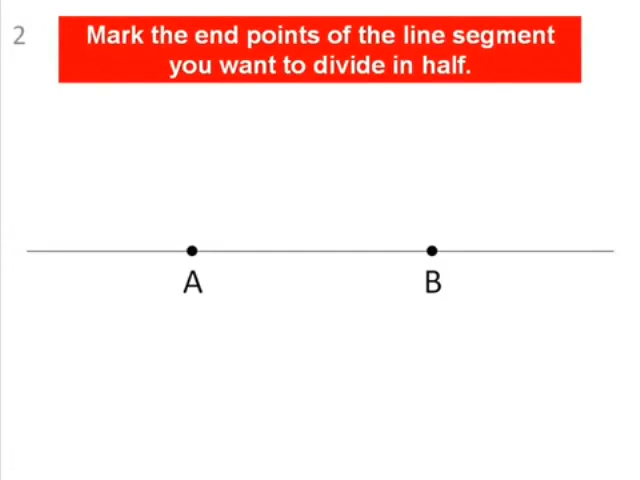 2
Mark the end points of the line segment
you want to divide in half.
A B